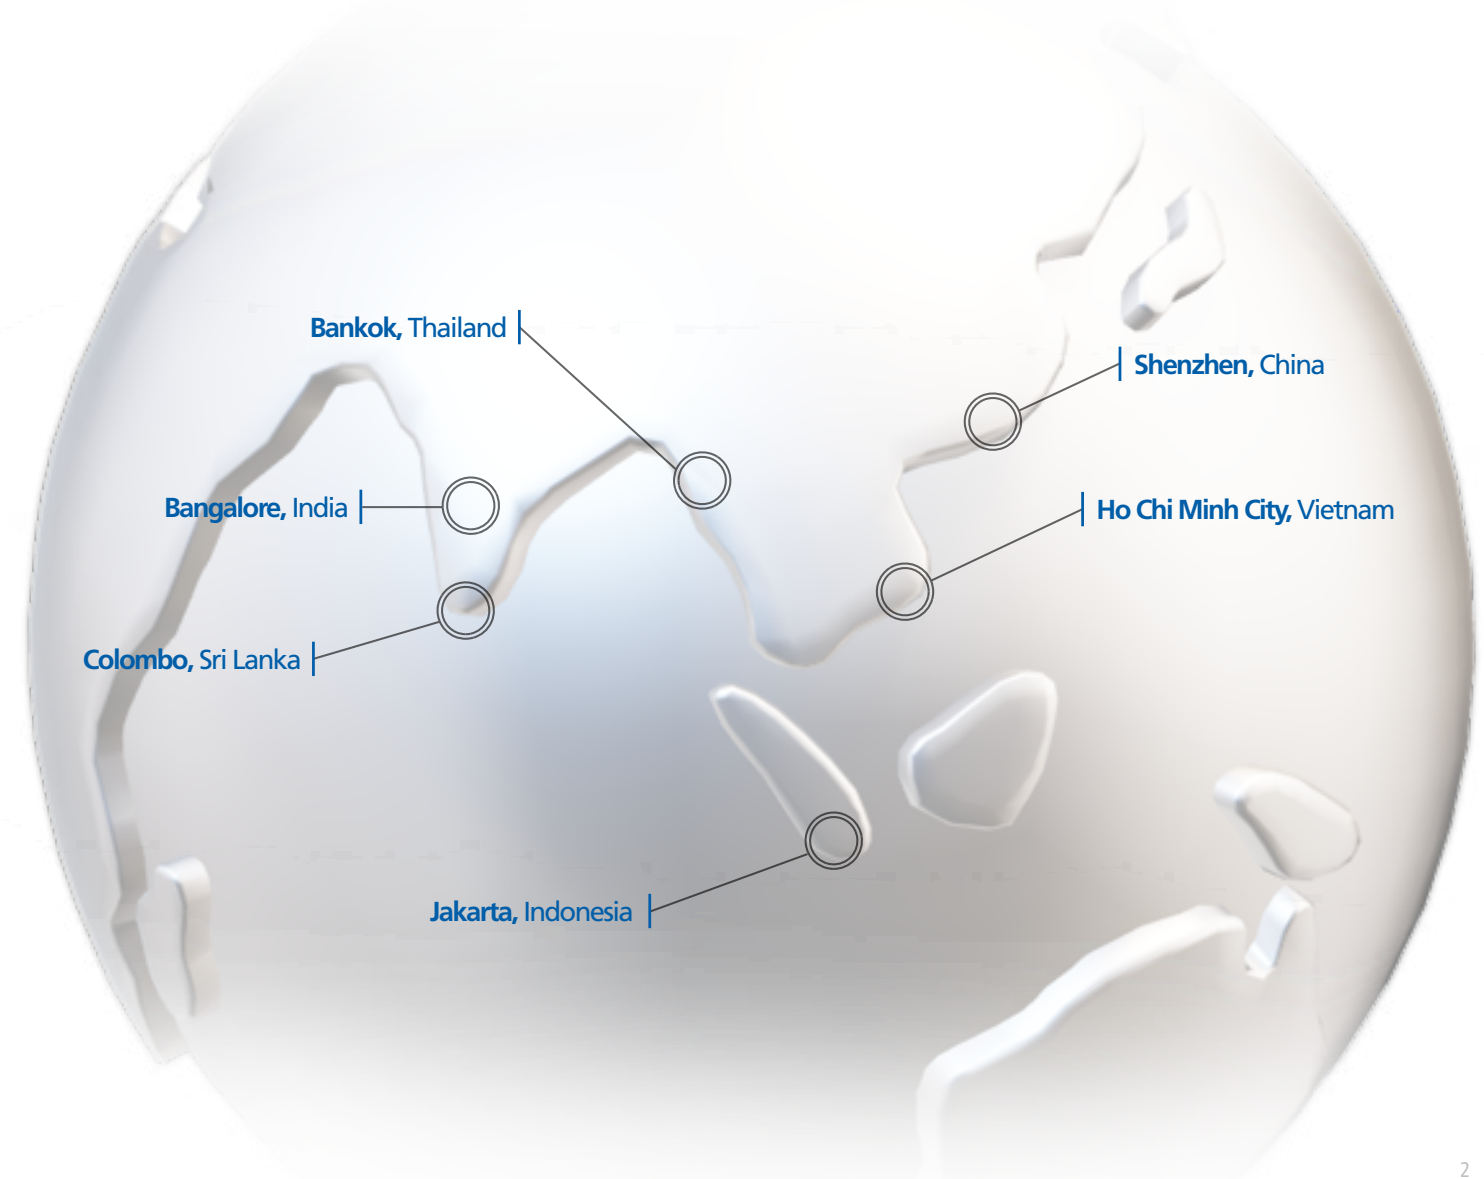 Bankok, Thailand
Shenzhen, China
Bangalore, India
Ho Chi Minh City, Vietnam
Colombo, Sri Lanka
Jakarta, Indonesia
2